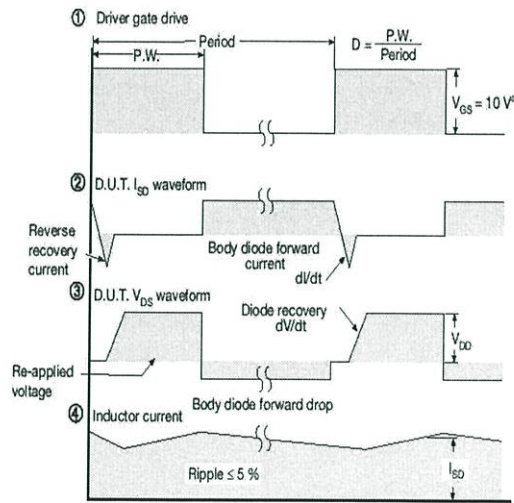 ① Driver gate drive
Period
P.W.
D = P.W. / Period
V_GS = 10 Vª
② D.U.T. I_SD waveform
Reverse
recovery
current
Body diode forward
current
dI/dt
③ D.U.T. V_DS waveform
Diode recovery
dV/dt
V_DD
Re-applied
voltage
Body diode forward drop
④ Inductor current
Ripple ≤ 5 %
I_SD